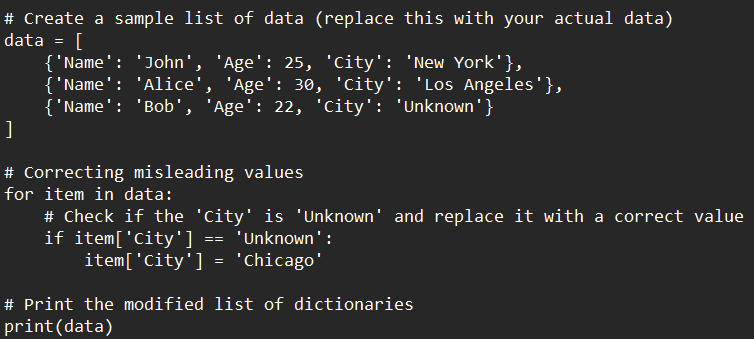 # Create a sample list of data (replace this with your actual data)
data = [
    {'Name': 'John', 'Age': 25, 'City': 'New York'},
    {'Name': 'Alice', 'Age': 30, 'City': 'Los Angeles'},
    {'Name': 'Bob', 'Age': 22, 'City': 'Unknown'}
]

# Correcting misleading values
for item in data:
    # Check if the 'City' is 'Unknown' and replace it with a correct value
    if item['City'] == 'Unknown':
        item['City'] = 'Chicago'

# Print the modified list of dictionaries
print(data)